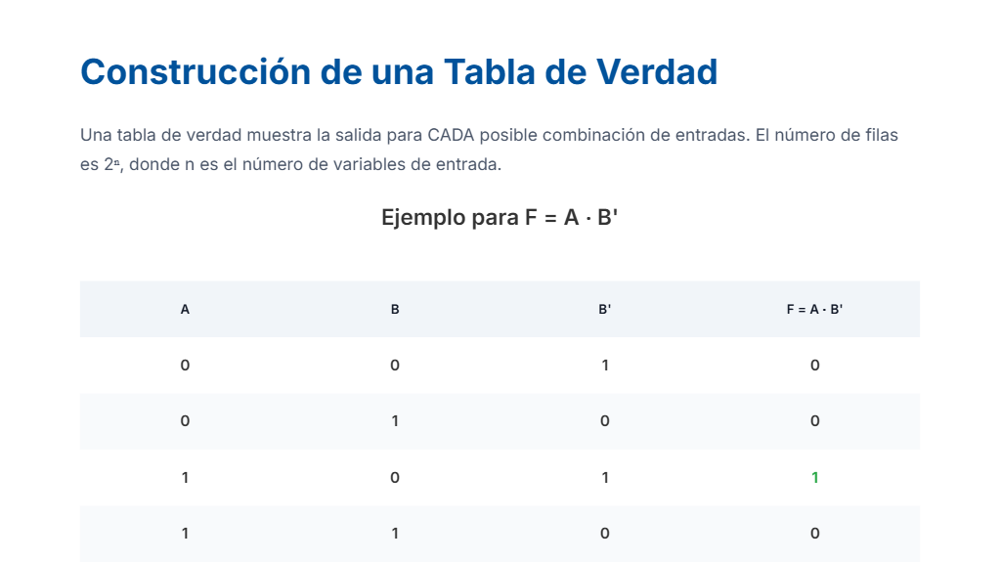 Construcción de una Tabla de Verdad
Una tabla de verdad muestra la salida para CADA posible combinación de entradas. El número de filas
es 2ⁿ, donde n es el número de variables de entrada.
Ejemplo para F = A · B'
A B B' F = A · B'
0 0 1 0
0 1 0 0
1 0 1 1
1 1 0 0